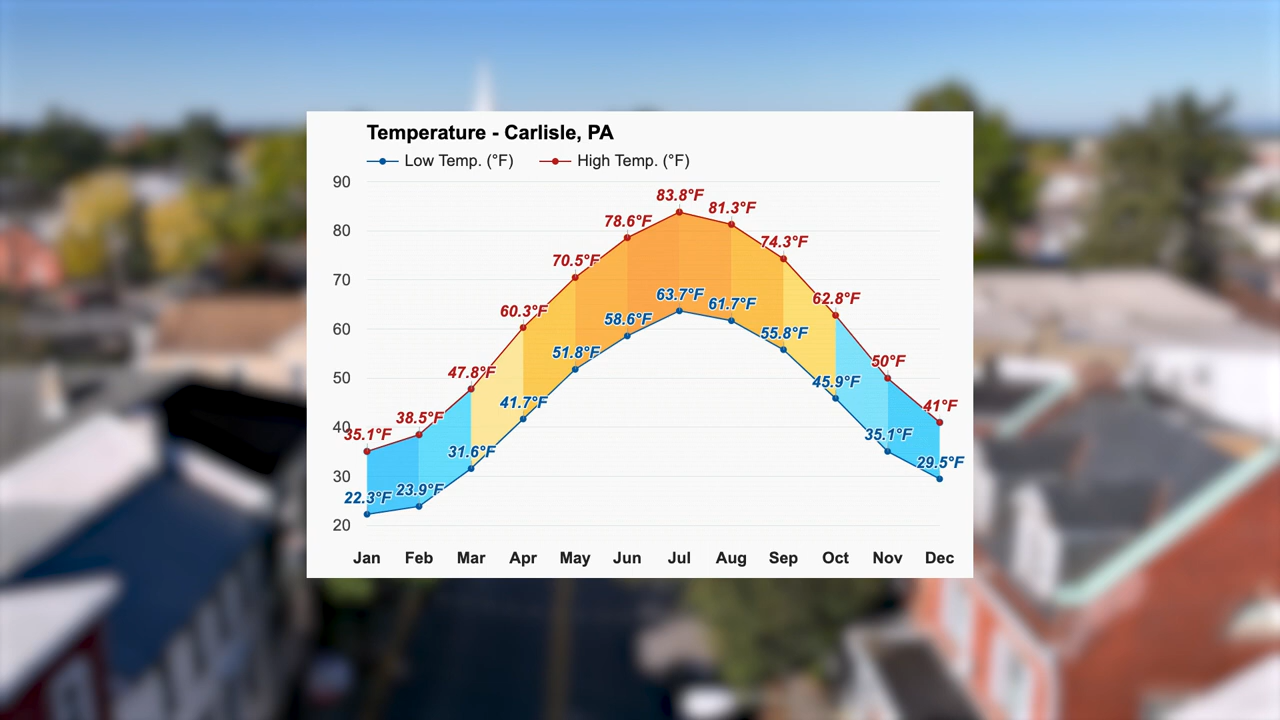 Temperature - Carlisle, PA
Low Temp. (°F) High Temp. (°F)
90
80
70
60
50
40
30
20
35.1°F
38.5°F
47.8°F
60.3°F
70.5°F
78.6°F
83.8°F
81.3°F
74.3°F
62.8°F
50°F
41°F
22.3°F
23.9°F
31.6°F
41.7°F
51.8°F
58.6°F
63.7°F
61.7°F
55.8°F
45.9°F
35.1°F
29.5°F
Jan Feb Mar Apr May Jun Jul Aug Sep Oct Nov Dec